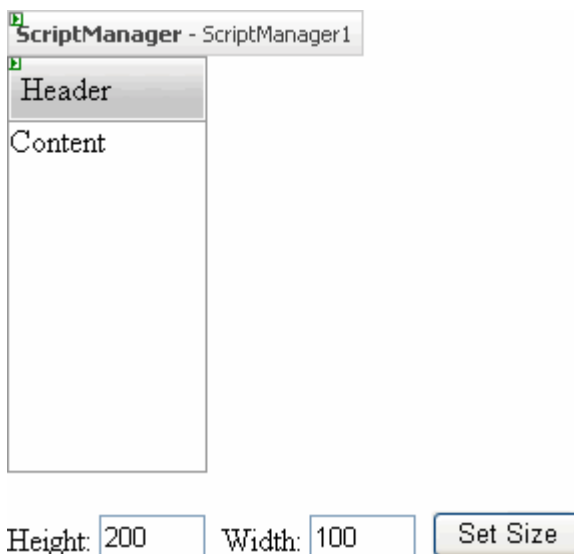 ScriptManager - ScriptManager1
Header
Content
Height: 200 Width: 100 Set Size